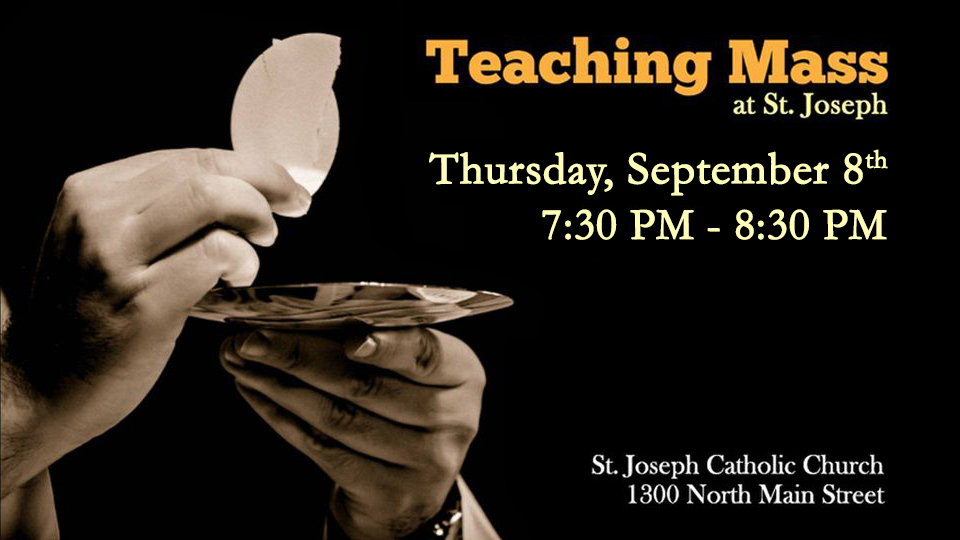 Teaching Mass
at St. Joseph
Thursday, September 8th
7:30 PM - 8:30 PM
St. Joseph Catholic Church
1300 North Main Street